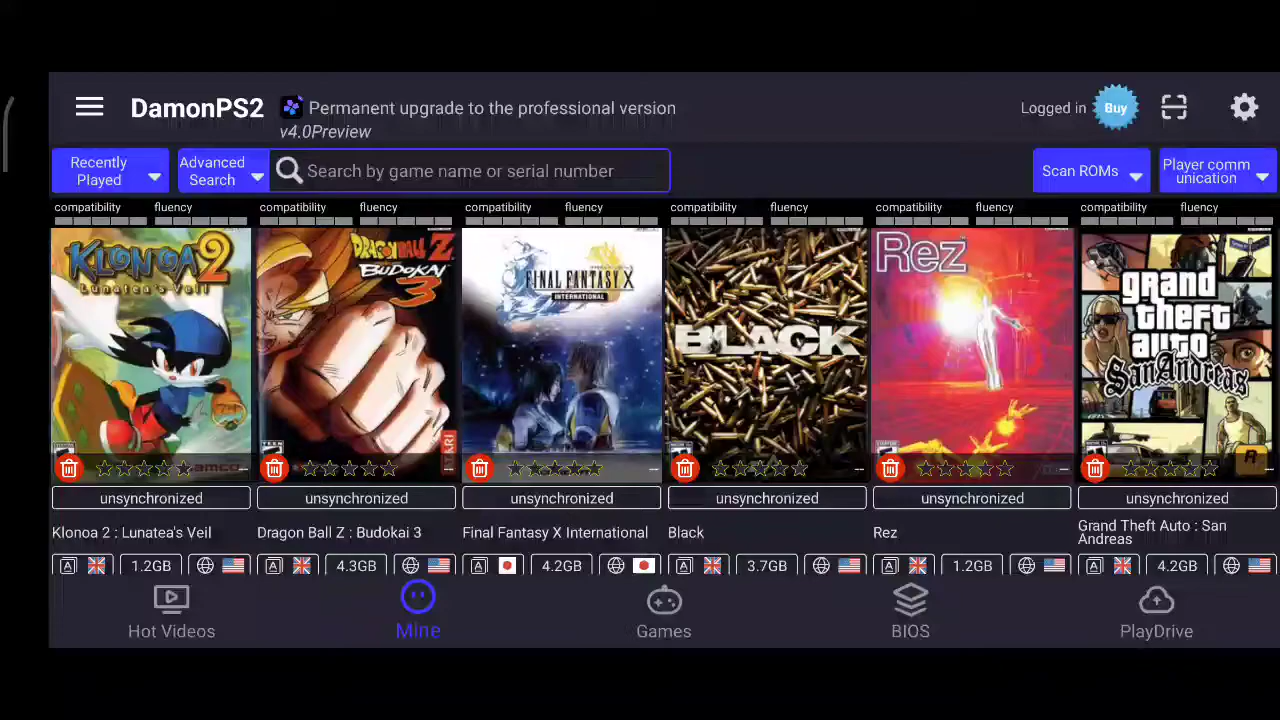 DamonPS2
Permanent upgrade to the professional version
v4.0Preview
Logged in
Buy
Recently
Played
Advanced
Search
Search by game name or serial number
Scan ROMs
Player comm
unication
compatibility fluency
compatibility fluency
compatibility fluency
compatibility fluency
compatibility fluency
compatibility fluency
KLONOA 2
Lunatea's Veil
DRAGONBALL Z
BUDOKAI
3
FINAL FANTASY X
INTERNATIONAL
BLACK
Rez
grand
theft
auto
San Andreas
unsynchronized
unsynchronized
unsynchronized
unsynchronized
unsynchronized
unsynchronized
Klonoa 2 : Lunatea's Veil
Dragon Ball Z : Budokai 3
Final Fantasy X International
Black
Rez
Grand Theft Auto : San
Andreas
1.2GB
4.3GB
4.2GB
3.7GB
1.2GB
4.2GB
Hot Videos
Mine
Games
BIOS
PlayDrive